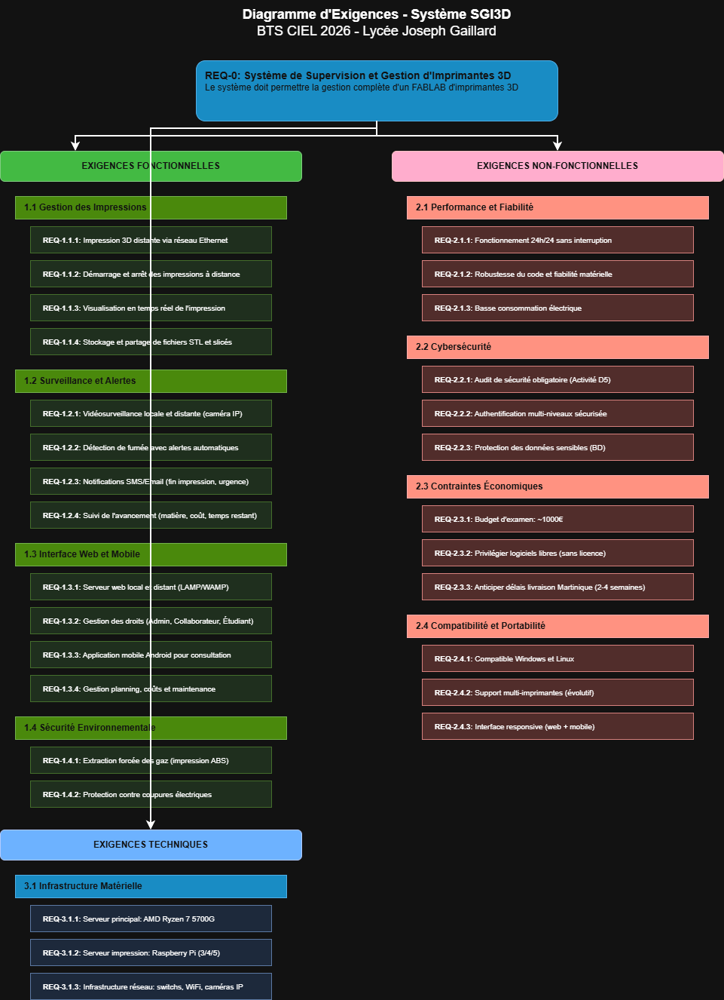 Diagramme d'Exigences - Système SGI3D
BTS CIEL 2026 - Lycée Joseph Gaillard
REQ-0: Système de Supervision et Gestion d'Imprimantes 3D
Le système doit permettre la gestion complète d'un FABLAB d'imprimantes 3D
EXIGENCES FONCTIONNELLES
1.1 Gestion des Impressions
REQ-1.1.1: Impression 3D distante via réseau Ethernet
REQ-1.1.2: Démarrage et arrêt des impressions à distance
REQ-1.1.3: Visualisation en temps réel de l'impression
REQ-1.1.4: Stockage et partage de fichiers STL et slicés
1.2 Surveillance et Alertes
REQ-1.2.1: Vidéosurveillance locale et distante (caméra IP)
REQ-1.2.2: Détection de fumée avec alertes automatiques
REQ-1.2.3: Notifications SMS/Email (fin impression, urgence)
REQ-1.2.4: Suivi de l'avancement (matière, coût, temps restant)
1.3 Interface Web et Mobile
REQ-1.3.1: Serveur web local et distant (LAMP/WAMP)
REQ-1.3.2: Gestion des droits (Admin, Collaborateur, Étudiant)
REQ-1.3.3: Application mobile Android pour consultation
REQ-1.3.4: Gestion planning, coûts et maintenance
1.4 Sécurité Environnementale
REQ-1.4.1: Extraction forcée des gaz (impression ABS)
REQ-1.4.2: Protection contre coupures électriques
EXIGENCES NON-FONCTIONNELLES
2.1 Performance et Fiabilité
REQ-2.1.1: Fonctionnement 24h/24 sans interruption
REQ-2.1.2: Robustesse du code et fiabilité matérielle
REQ-2.1.3: Basse consommation électrique
2.2 Cybersécurité
REQ-2.2.1: Audit de sécurité obligatoire (Activité D5)
REQ-2.2.2: Authentification multi-niveaux sécurisée
REQ-2.2.3: Protection des données sensibles (BD)
2.3 Contraintes Économiques
REQ-2.3.1: Budget d'examen: ~1000€
REQ-2.3.2: Privilégier logiciels libres (sans licence)
REQ-2.3.3: Anticiper délais livraison Martinique (2-4 semaines)
2.4 Compatibilité et Portabilité
REQ-2.4.1: Compatible Windows et Linux
REQ-2.4.2: Support multi-imprimantes (évolutif)
REQ-2.4.3: Interface responsive (web + mobile)
EXIGENCES TECHNIQUES
3.1 Infrastructure Matérielle
REQ-3.1.1: Serveur principal: AMD Ryzen 7 5700G
REQ-3.1.2: Serveur impression: Raspberry Pi (3/4/5)
REQ-3.1.3: Infrastructure réseau: switchs, WiFi, caméras IP